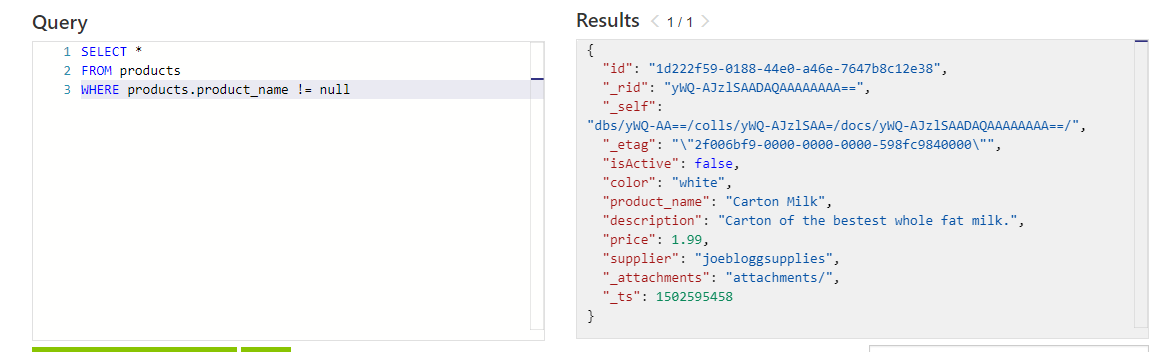 Query
1 SELECT *
2 FROM products
3 WHERE products.product_name != null
Results < 1 / 1 >
{
"id": "1d222f59-0188-44e0-a46e-7647b8c12e38",
"_rid": "yWQ-AJzlSAADAQAAAAAAAA==",
"_self":
"dbs/yWQ-AA==/colls/yWQ-AJzlSAA=/docs/yWQ-AJzlSAADAQAAAAAAAA==/",
"_etag": "\"2f006bf9-0000-0000-0000-598fc9840000\"",
"isActive": false,
"color": "white",
"product_name": "Carton Milk",
"description": "Carton of the bestest whole fat milk.",
"price": 1.99,
"supplier": "joebloggsupplies",
"_attachments": "attachments/",
"_ts": 1502595458
}